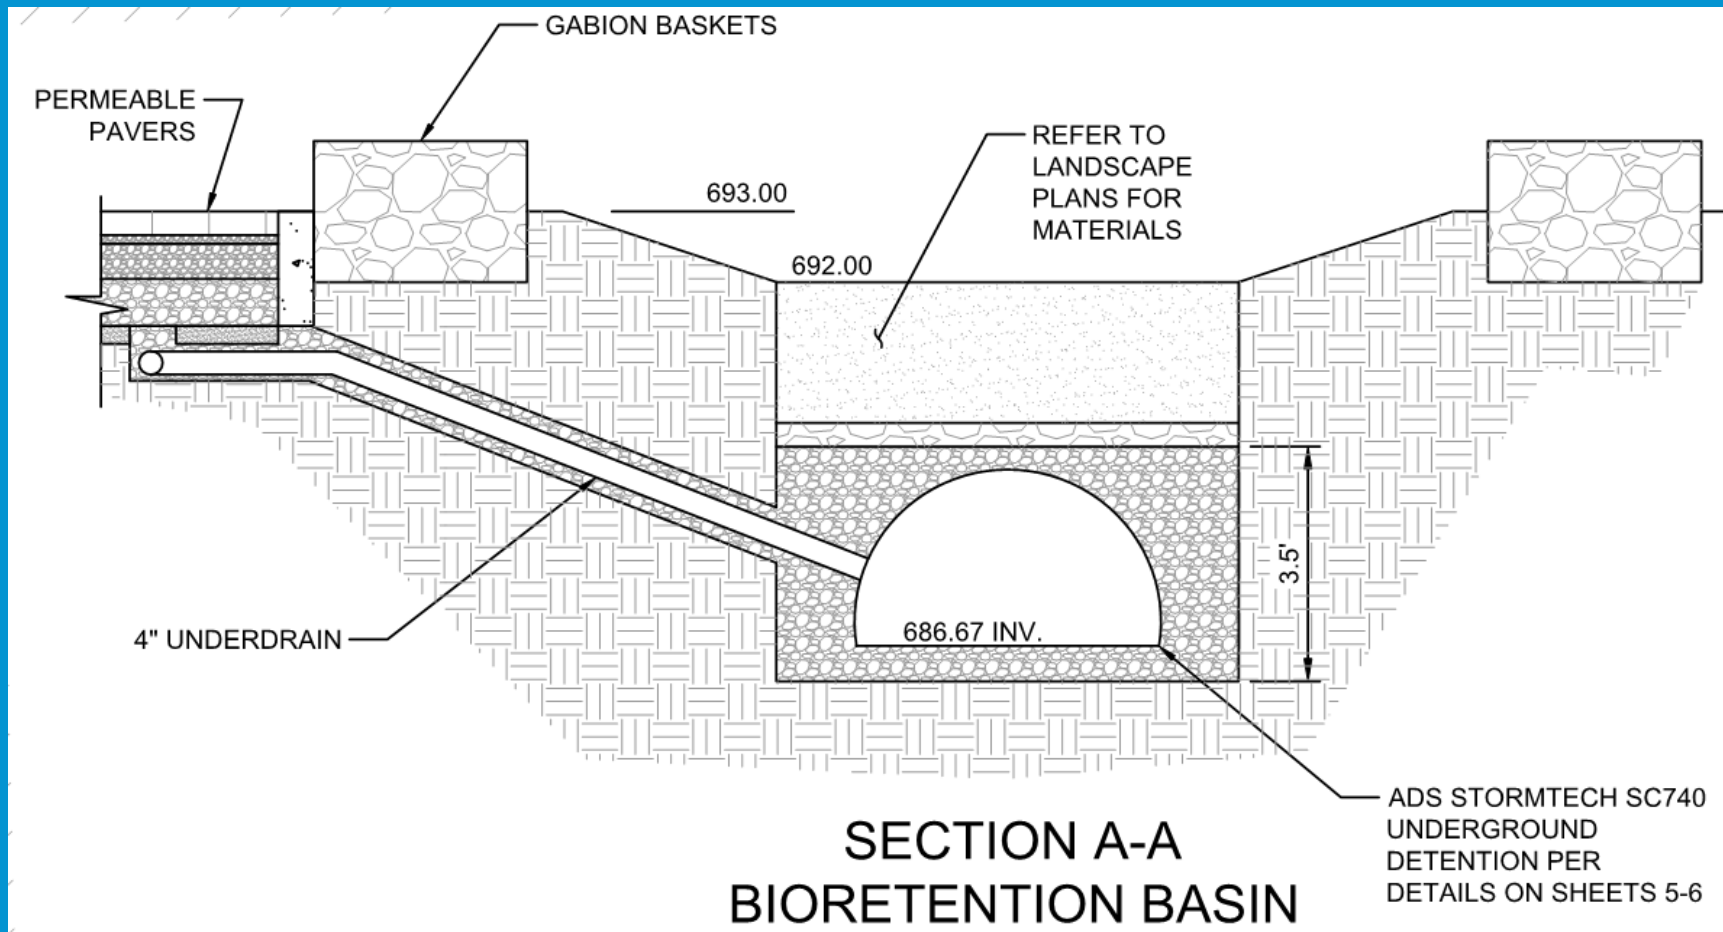 GABION BASKETS
PERMEABLE
PAVERS
REFER TO
LANDSCAPE
PLANS FOR
MATERIALS
693.00
692.00
3.5'
4" UNDERDRAIN
686.67 INV.
ADS STORMTECH SC740
UNDERGROUND
DETENTION PER
DETAILS ON SHEETS 5-6
SECTION A-A
BIORETENTION BASIN